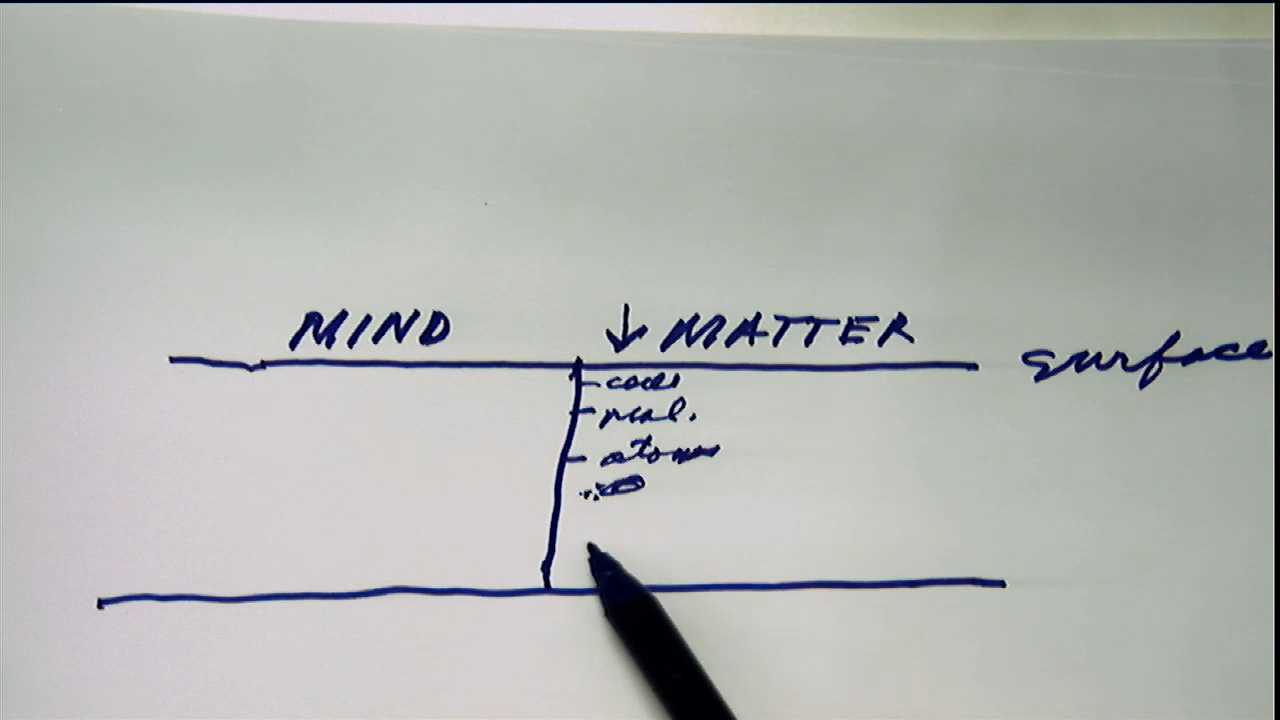 MIND ↓ MATTER
surface
cells
mol.
atoms